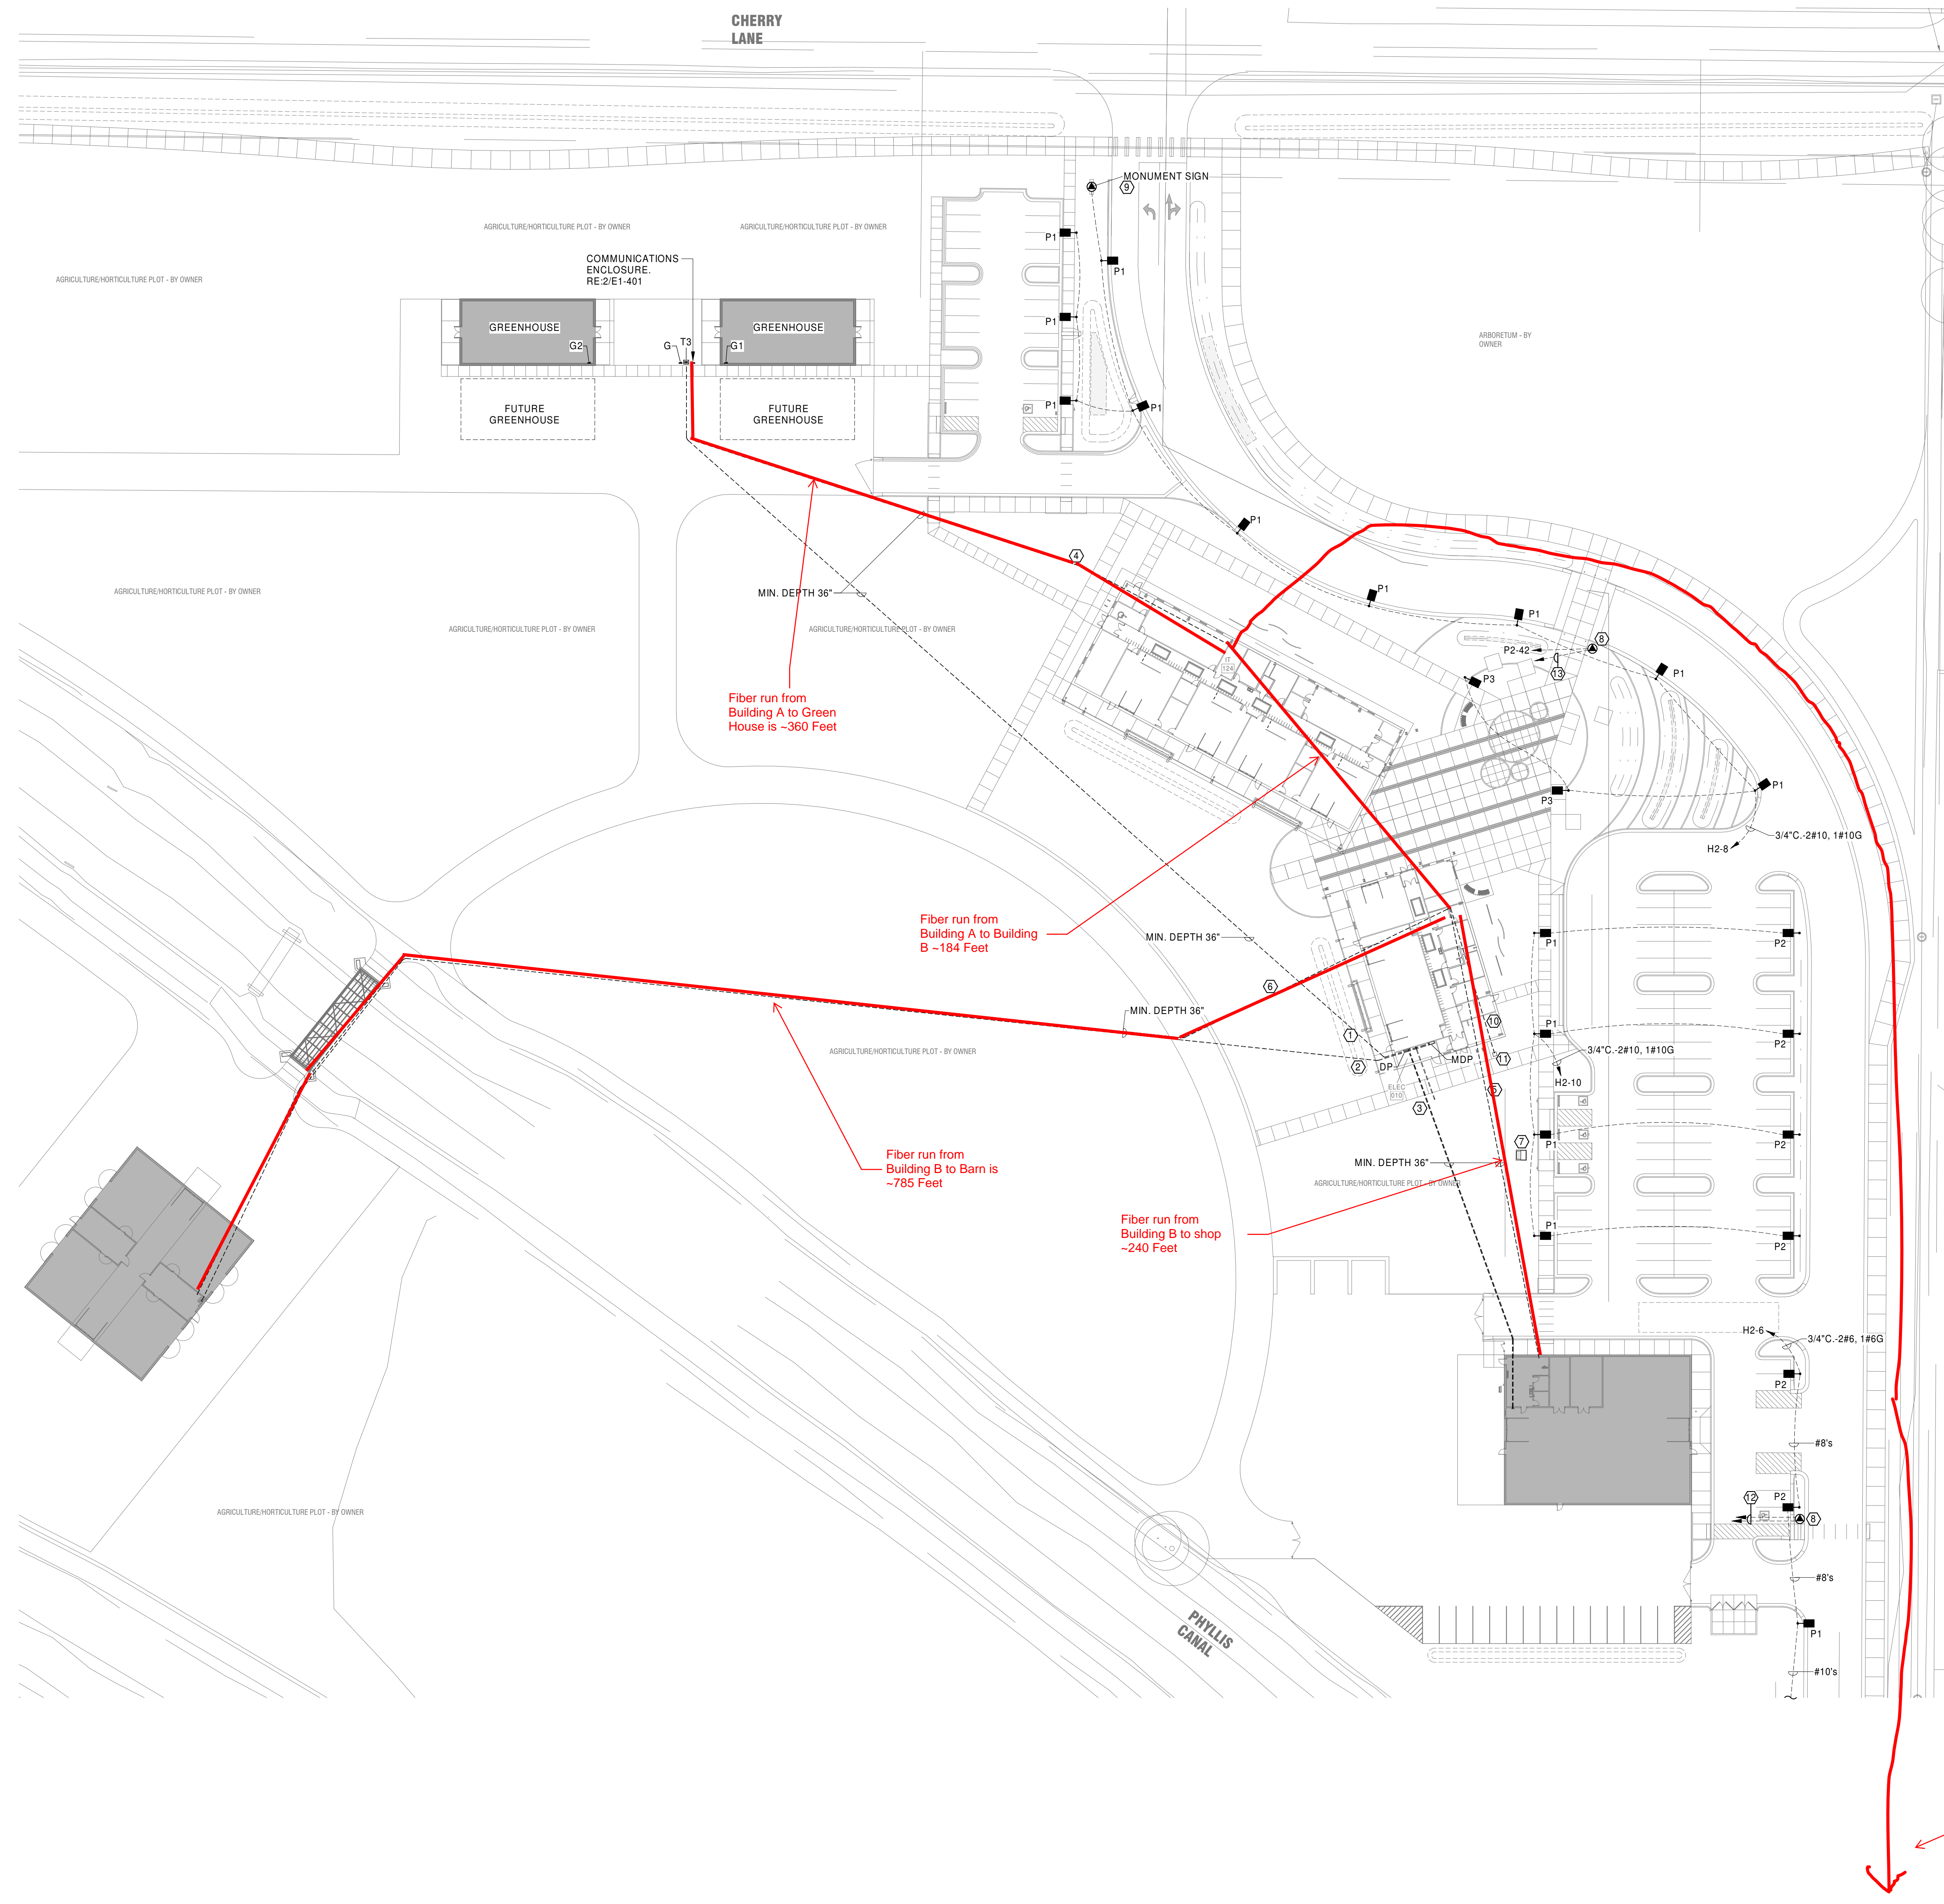 CHERRY
LANE
MONUMENT SIGN
9
AGRICULTURE/HORTICULTURE PLOT - BY OWNER
AGRICULTURE/HORTICULTURE PLOT - BY OWNER
P1
COMMUNICATIONS
ENCLOSURE.
RE:2/E1-401
P1
AGRICULTURE/HORTICULTURE PLOT - BY OWNER
P1
GREENHOUSE
GREENHOUSE
ARBORETUM - BY
OWNER
G2
G
T3
G1
P1
P1
FUTURE
GREENHOUSE
FUTURE
GREENHOUSE
P1
4
MIN. DEPTH 36"
P1
AGRICULTURE/HORTICULTURE PLOT - BY OWNER
P1
AGRICULTURE/HORTICULTURE PLOT - BY OWNER
AGRICULTURE/HORTICULTURE PLOT - BY OWNER
8
P2-42
IT
124
13
P1
P3
Fiber run from
Building A to Green
House is ~360 Feet
P1
P3
3/4"C.-2#10, 1#10G
H2-8
Fiber run from
Building A to Building
B ~184 Feet
MIN. DEPTH 36"
P1
P2
6
MIN. DEPTH 36"
10
P1
1
P2
AGRICULTURE/HORTICULTURE PLOT - BY OWNER
3/4"C.-2#10, 1#10G
2
DP
MDP
11
H2-10
ELEC
010
5
3
7
P1
P2
Fiber run from
Building B to Barn is
~785 Feet
MIN. DEPTH 36"
AGRICULTURE/HORTICULTURE PLOT - BY OWNER
Fiber run from
Building B to shop
~240 Feet
P1
P2
H2-6
3/4"C.-2#6, 1#6G
P2
#8's
12
P2
8
AGRICULTURE/HORTICULTURE PLOT - BY OWNER
#8's
PHYLLIS
CANAL
P1
#10's